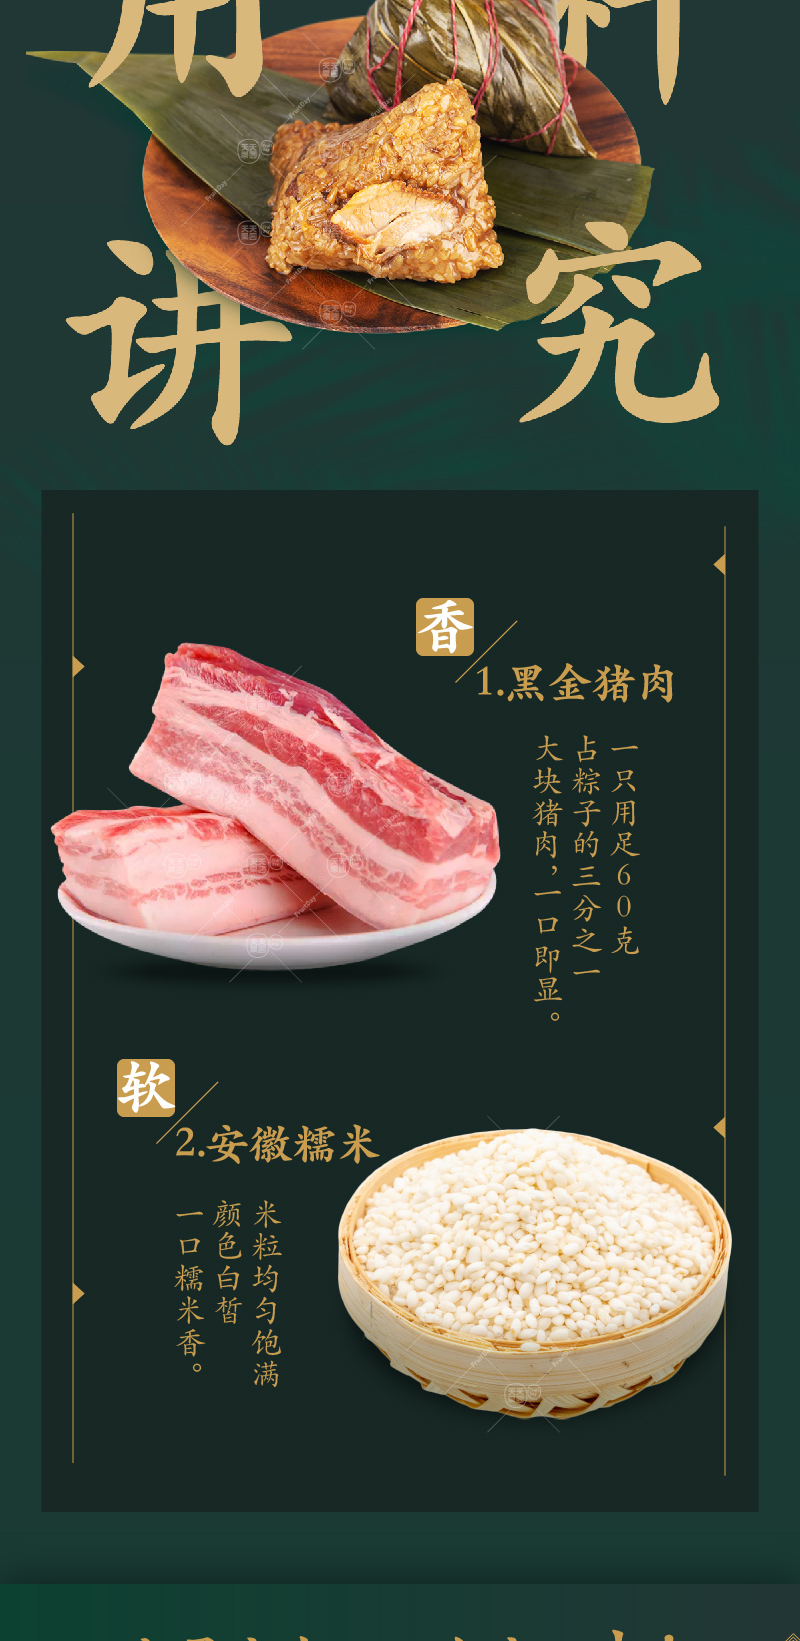 用料
讲究
香
1.黑金猪肉
一只用足60克
占粽子的三分之一
大块猪肉，一口即显。
软
2.安徽糯米
米粒均匀饱满
颜色白皙
一口糯米香。